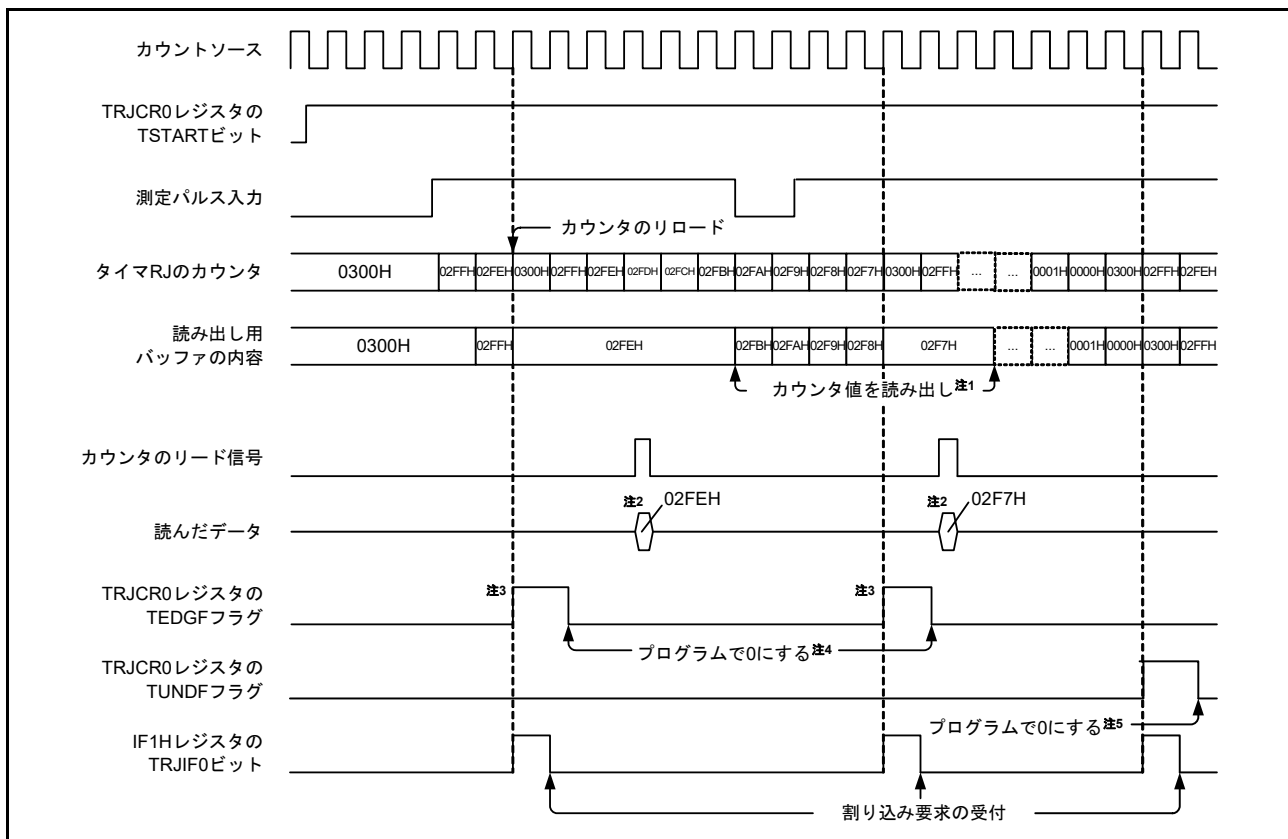 カウントソース
TRJCR0レジスタの
TSTARTビット
測定パルス入力
カウンタのリロード
タイマRJのカウンタ
0300H 02FFH 02FEH 0300H 02FFH 02FEH 02FDH 02FCH 02FBH 02FAH 02F9H 02F8H 02F7H 0300H 02FFH ... ... 0001H 0000H 0300H 02FFH 02FEH
読み出し用
バッファの内容
0300H 02FFH 02FEH 02FBH 02FAH 02F9H 02F8H 02F7H ... ... 0001H 0000H 0300H 02FFH
カウンタ値を読み出し注1
カウンタのリード信号
注2 02FEH 注2 02F7H
読んだデータ
TRJCR0レジスタの
TEDGFフラグ
注3 注3
プログラムで0にする注4
TRJCR0レジスタの
TUNDFフラグ
プログラムで0にする注5
IF1Hレジスタの
TRJIF0ビット
割り込み要求の受付